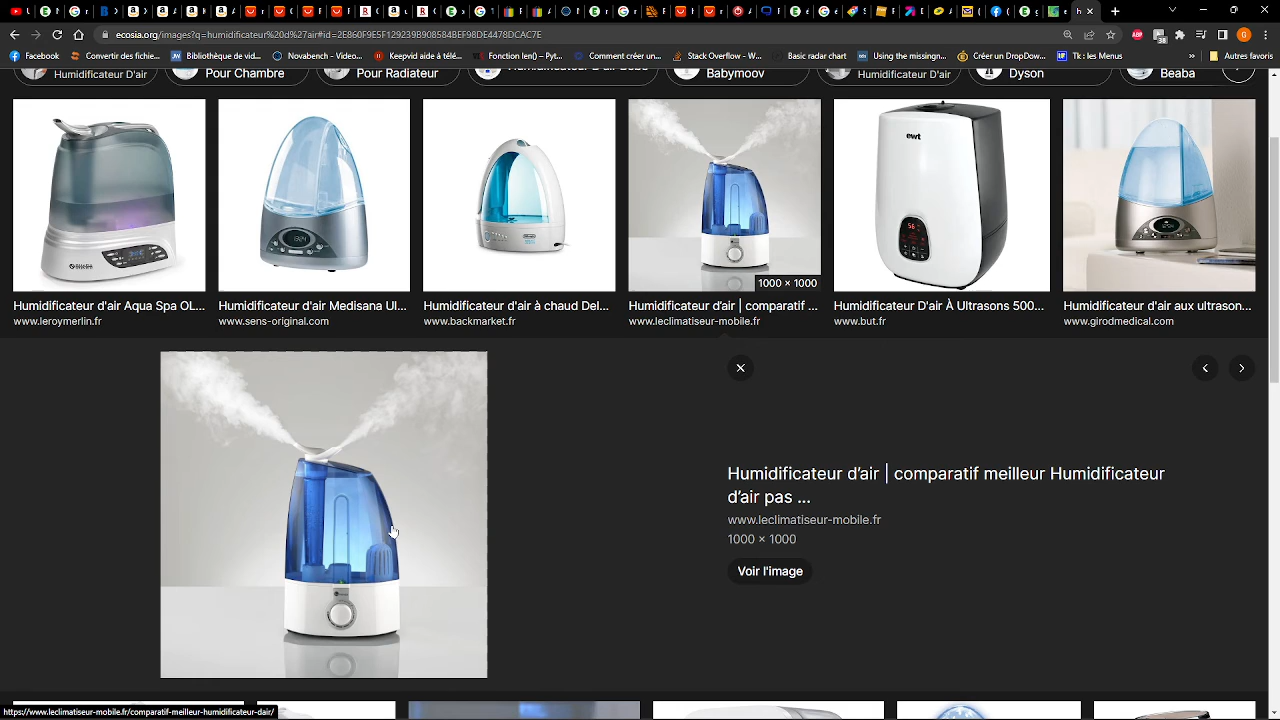 ecosia.org/images?q=humidificateur%20d%27air#id=2EB60F9E5F12923B908584BEF98DE4478DCAC7E
Facebook
Convertir des fichie...
Bibliothèque de vid...
Novabench - Video...
Keepvid aide à télé...
Fonction len() – Pyt...
Comment créer un...
Stack Overflow – W...
Basic radar chart
Using the missingn...
Créer un DropDow...
Tk : les Menus
»
Autres favoris
Humidificateur D'air
Pour Chambre
Pour Radiateur
Babymoov
Humidificateur D'air
Dyson
Beaba
ewt
1000 × 1000
Humidificateur d'air Aqua Spa OL...
www.leroymerlin.fr
Humidificateur d'air Medisana Ul...
www.sens-original.com
Humidificateur d'air à chaud Del...
www.backmarket.fr
Humidificateur d'air | comparatif ...
www.leclimatiseur-mobile.fr
Humidificateur D'air À Ultrasons 500...
www.but.fr
Humidificateur d'air aux ultrason...
www.girodmedical.com
Humidificateur d’air | comparatif meilleur Humidificateur
d’air pas ...
www.leclimatiseur-mobile.fr
1000 × 1000
Voir l'image
https://www.leclimatiseur-mobile.fr/comparatif-meilleur-humidificateur-dair/